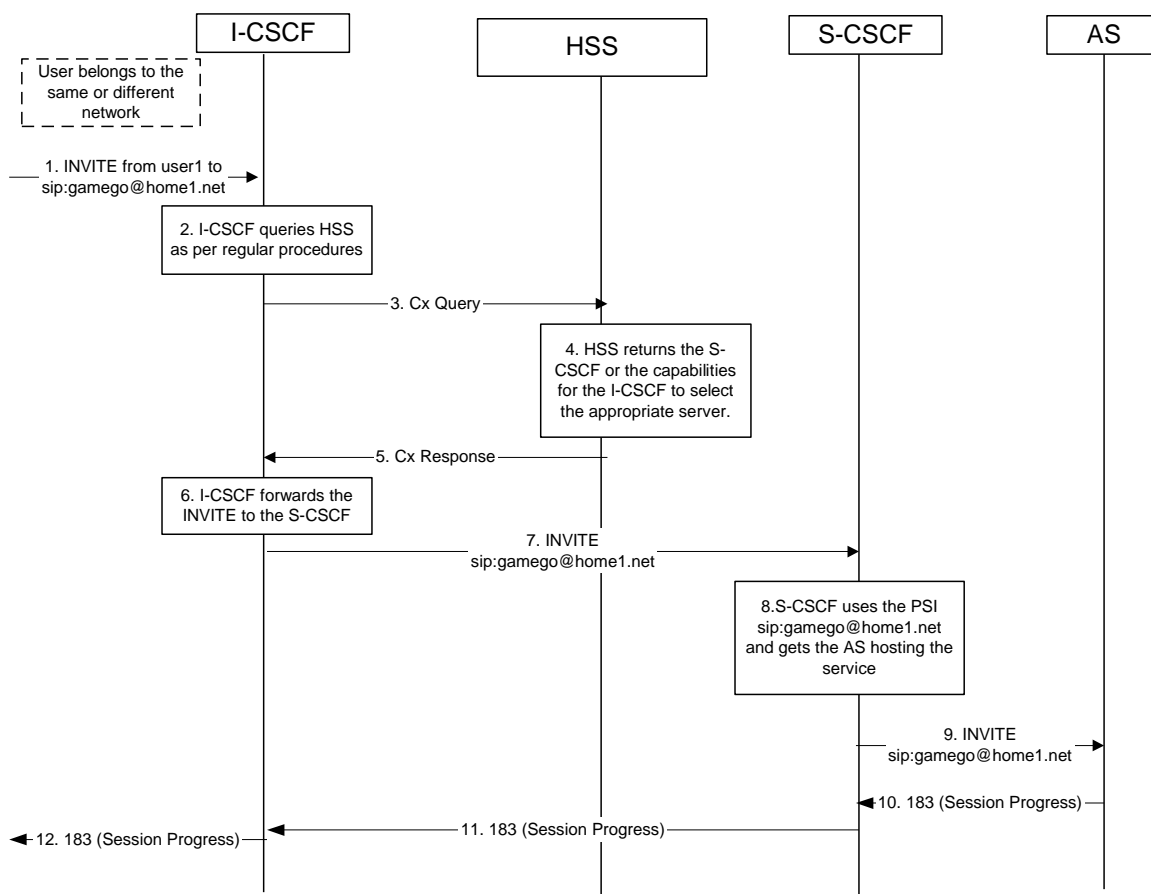 I-CSCF
HSS
S-CSCF
AS
User belongs to the
same or different
network
1. INVITE from user1 to
sip:gamego@home1.net
2. I-CSCF queries HSS
as per regular procedures
3. Cx Query
4. HSS returns the S-
CSCF or the capabilities
for the I-CSCF to select
the appropriate server.
5. Cx Response
6. I-CSCF forwards the
INVITE to the S-CSCF
7. INVITE
sip:gamego@home1.net
8.S-CSCF uses the PSI
sip:gamego@home1.net
and gets the AS hosting the
service
9. INVITE
sip:gamego@home1.net
10. 183 (Session Progress)
11. 183 (Session Progress)
12. 183 (Session Progress)